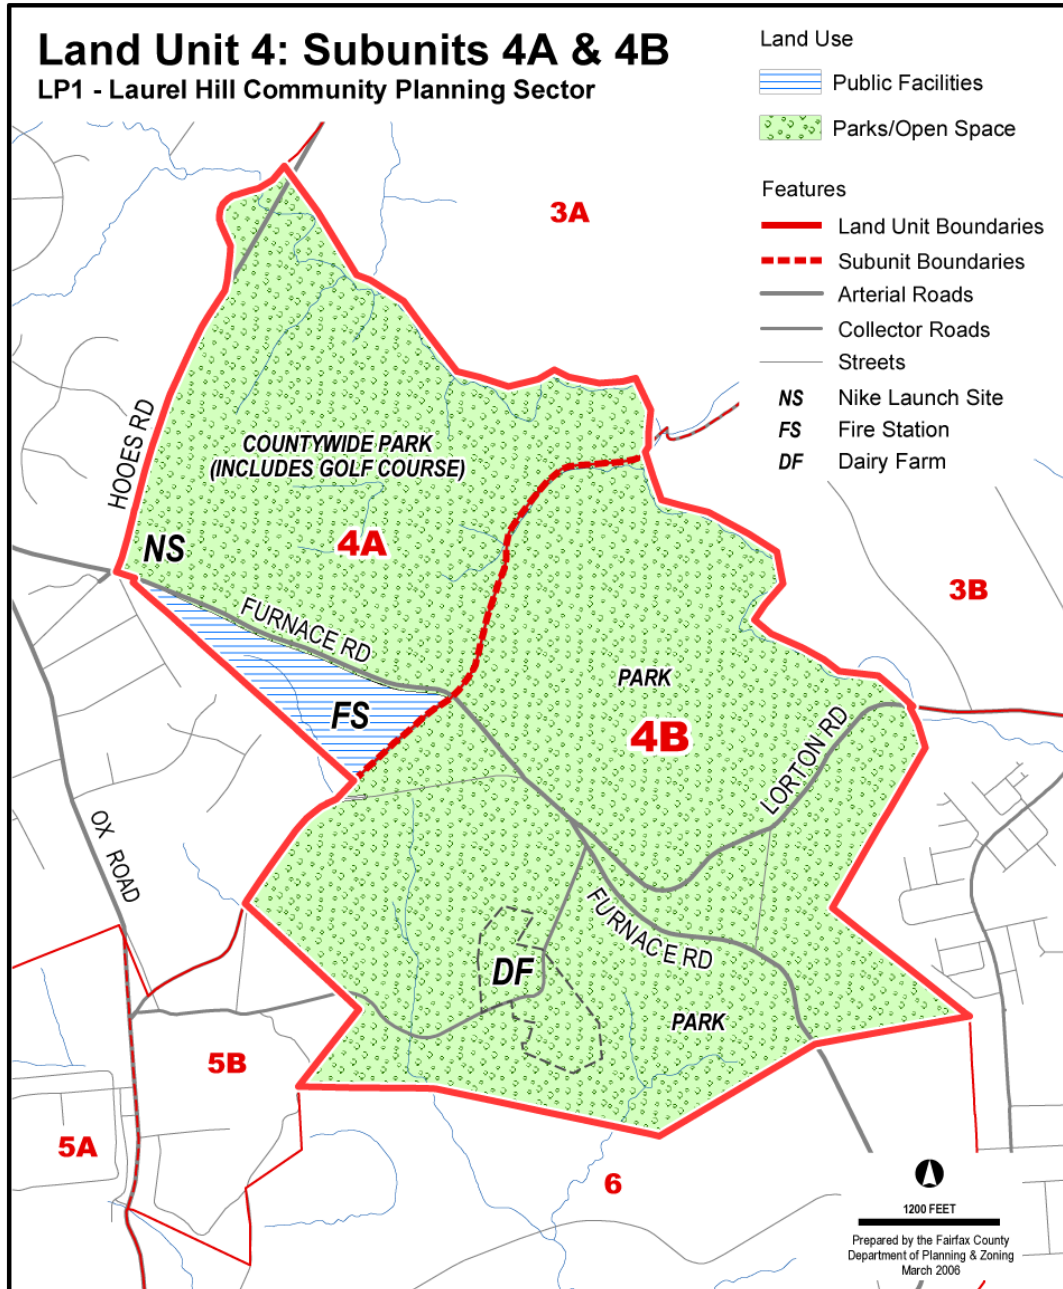 Land Unit 4: Subunits 4A & 4B
LP1 - Laurel Hill Community Planning Sector
Land Use
Public Facilities
Parks/Open Space
Features
Land Unit Boundaries
Subunit Boundaries
Arterial Roads
Collector Roads
Streets
NS Nike Launch Site
FS Fire Station
DF Dairy Farm
3A
HOOES RD
COUNTYWIDE PARK
(INCLUDES GOLF COURSE)
4A
NS
3B
FURNACE RD
PARK
FS
4B
LORTON RD
OX ROAD
FURNACE RD
DF
PARK
5B
5A
6
1200 FEET
Prepared by the Fairfax County
Department of Planning & Zoning
March 2006